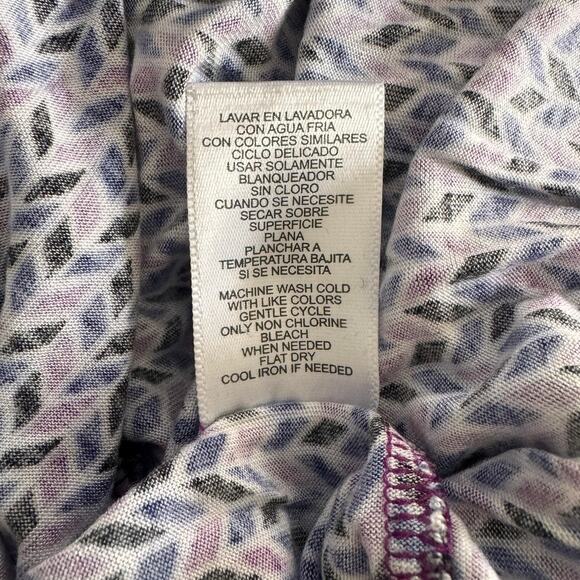 LAVAR EN LAVADORA
CON AGUA FRIA
CON COLORES SIMILARES
CICLO DELICADO
USAR SOLAMENTE
BLANQUEADOR
SIN CLORO
CUANDO SE NECESITE
SECAR SOBRE
SUPERFICIE
PLANA
PLANCHAR A
TEMPERATURA BAJITA
SI SE NECESITA
MACHINE WASH COLD
WITH LIKE COLORS
GENTLE CYCLE
ONLY NON CHLORINE
BLEACH
WHEN NEEDED
FLAT DRY
COOL IRON IF NEEDED